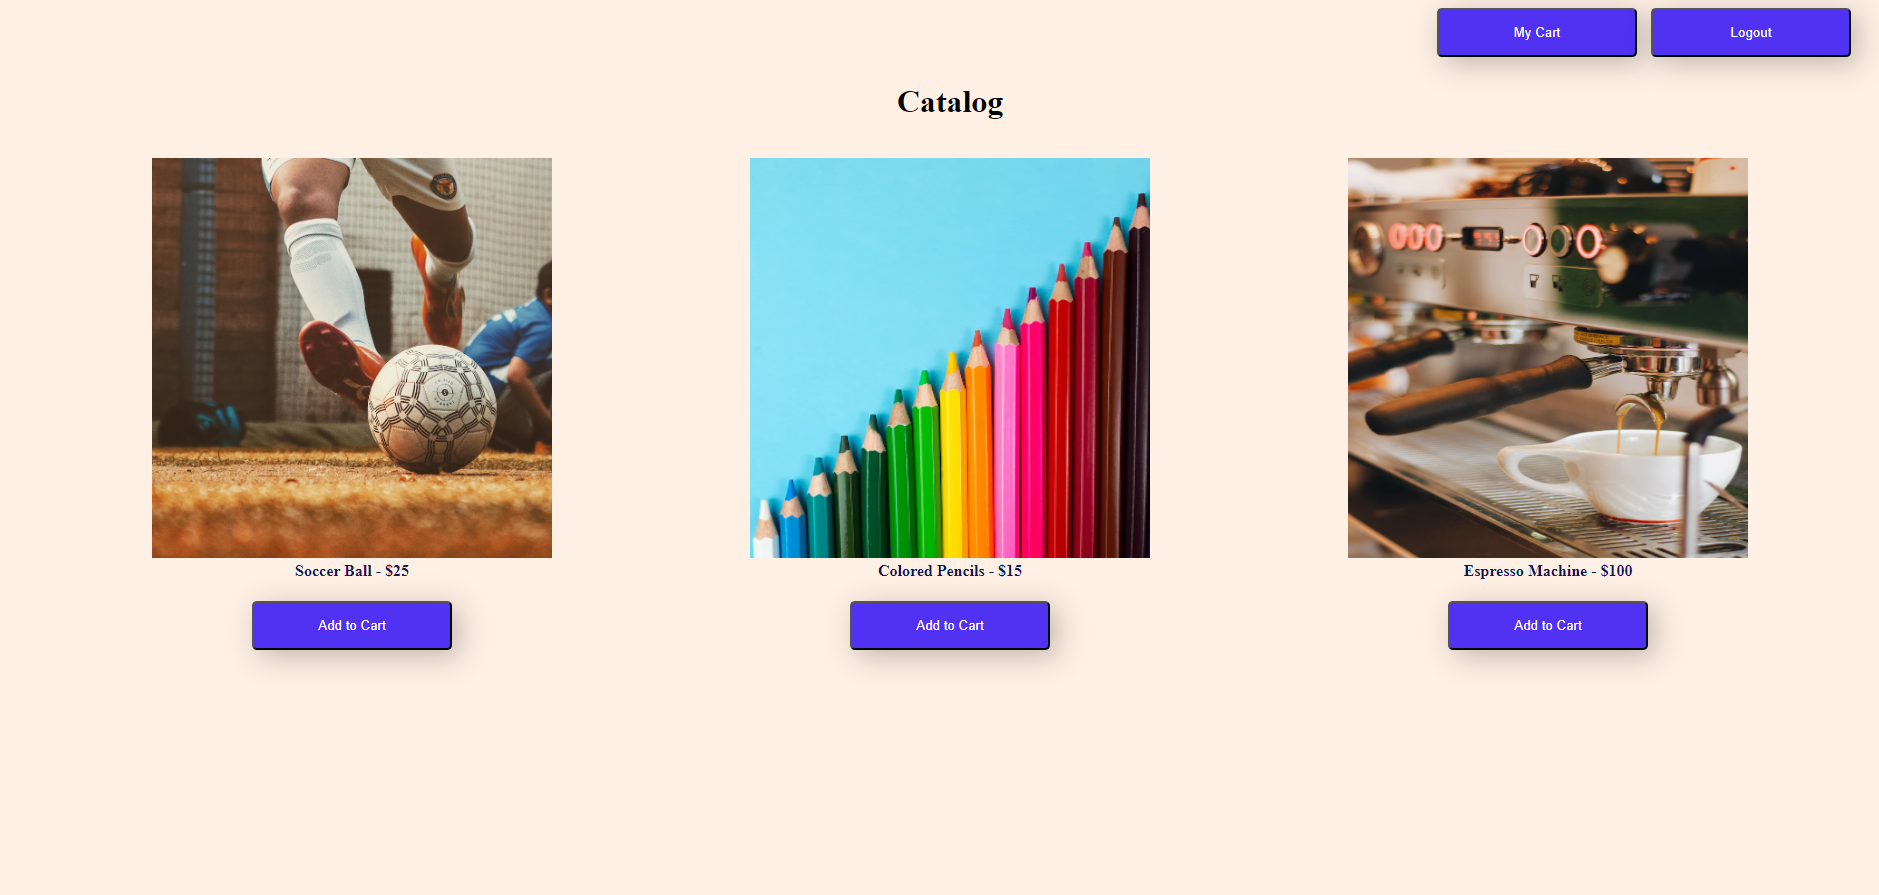 My Cart
Logout
Catalog
Soccer Ball - $25
Colored Pencils - $15
Espresso Machine - $100
Add to Cart
Add to Cart
Add to Cart